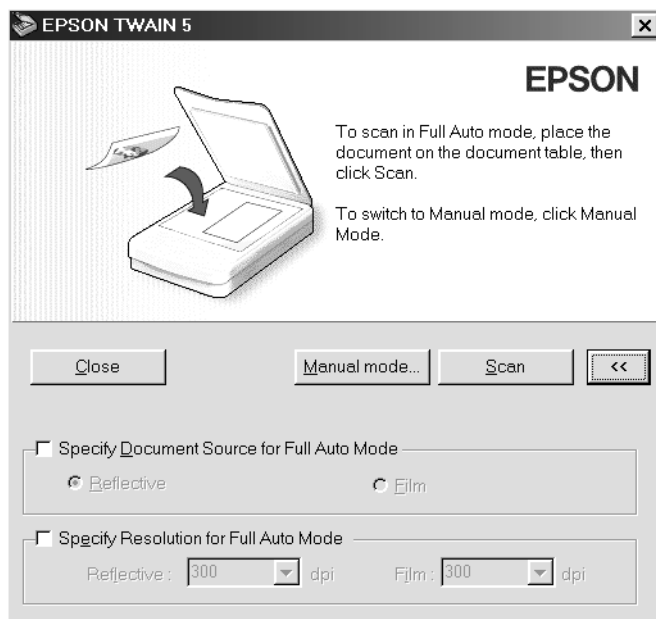 EPSON TWAIN 5
EPSON
To scan in Full Auto mode, place the
document on the document table, then
click Scan.
To switch to Manual mode, click Manual
Mode.
Close Manual mode... Scan <<
Specify Document Source for Full Auto Mode
Reflective Film
Specify Resolution for Full Auto Mode
Reflective : 300 dpi Film : 300 dpi